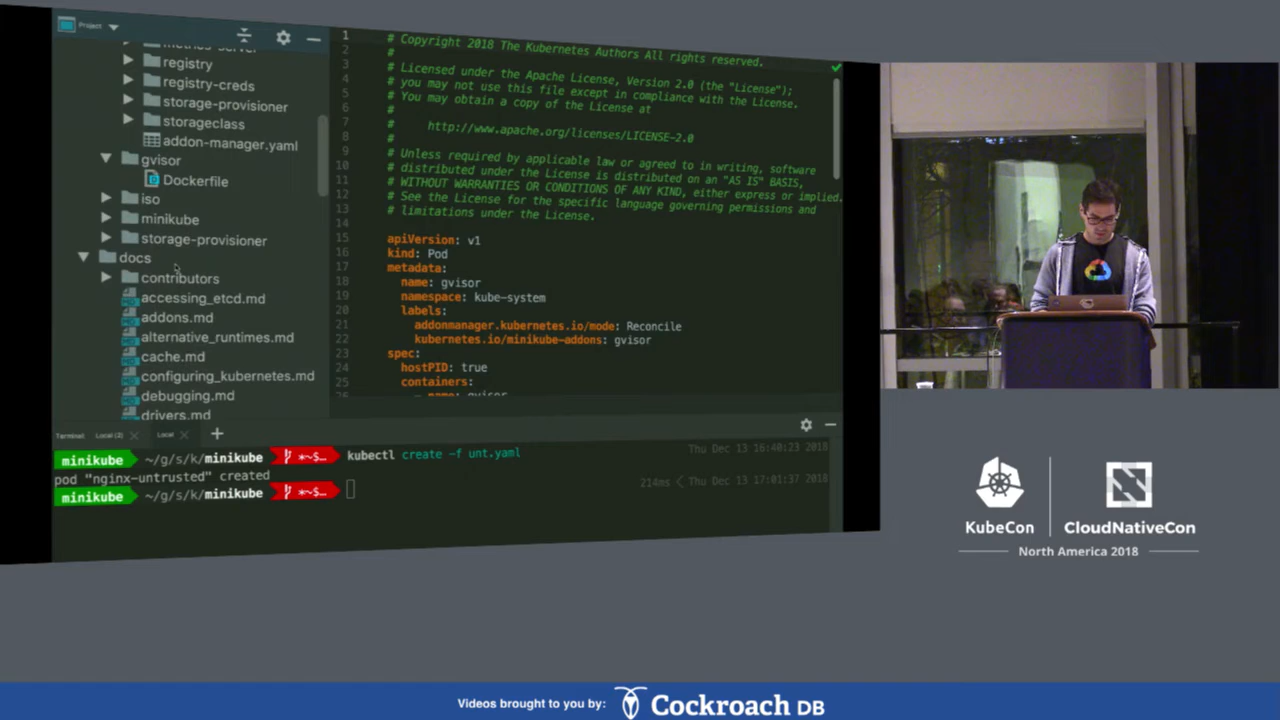 Project
metrics-server
registry
registry-creds
storage-provisioner
storageclass
addon-manager.yaml
gvisor
Dockerfile
iso
minikube
storage-provisioner
docs
contributors
accessing_etcd.md
addons.md
alternative_runtimes.md
cache.md
configuring_kubernetes.md
debugging.md
drivers.md
1 # Copyright 2018 The Kubernetes Authors All rights reserved.
2 #
3 # Licensed under the Apache License, Version 2.0 (the "License");
4 # you may not use this file except in compliance with the License.
5 # You may obtain a copy of the License at
6 #
7 # http://www.apache.org/licenses/LICENSE-2.0
8 #
9 # Unless required by applicable law or agreed to in writing, software
10 # distributed under the License is distributed on an "AS IS" BASIS,
11 # WITHOUT WARRANTIES OR CONDITIONS OF ANY KIND, either express or implied.
12 # See the License for the specific language governing permissions and
13 # limitations under the License.
14
15 apiVersion: v1
16 kind: Pod
17 metadata:
18 name: gvisor
19 namespace: kube-system
20 labels:
21 addonmanager.kubernetes.io/mode: Reconcile
22 kubernetes.io/minikube-addons: gvisor
23 spec:
24 hostPID: true
25 containers:
26 - name: gvisor
Terminal: Local (2) × Local × +
minikube ~/g/s/k/minikube *~$… kubectl create -f unt.yaml Thu Dec 13 16:40:23 2018
pod "nginx-untrusted" created
minikube ~/g/s/k/minikube *~$… 214ms < Thu Dec 13 17:01:37 2018
KubeCon CloudNativeCon
North America 2018
Videos brought to you by: Cockroach DB